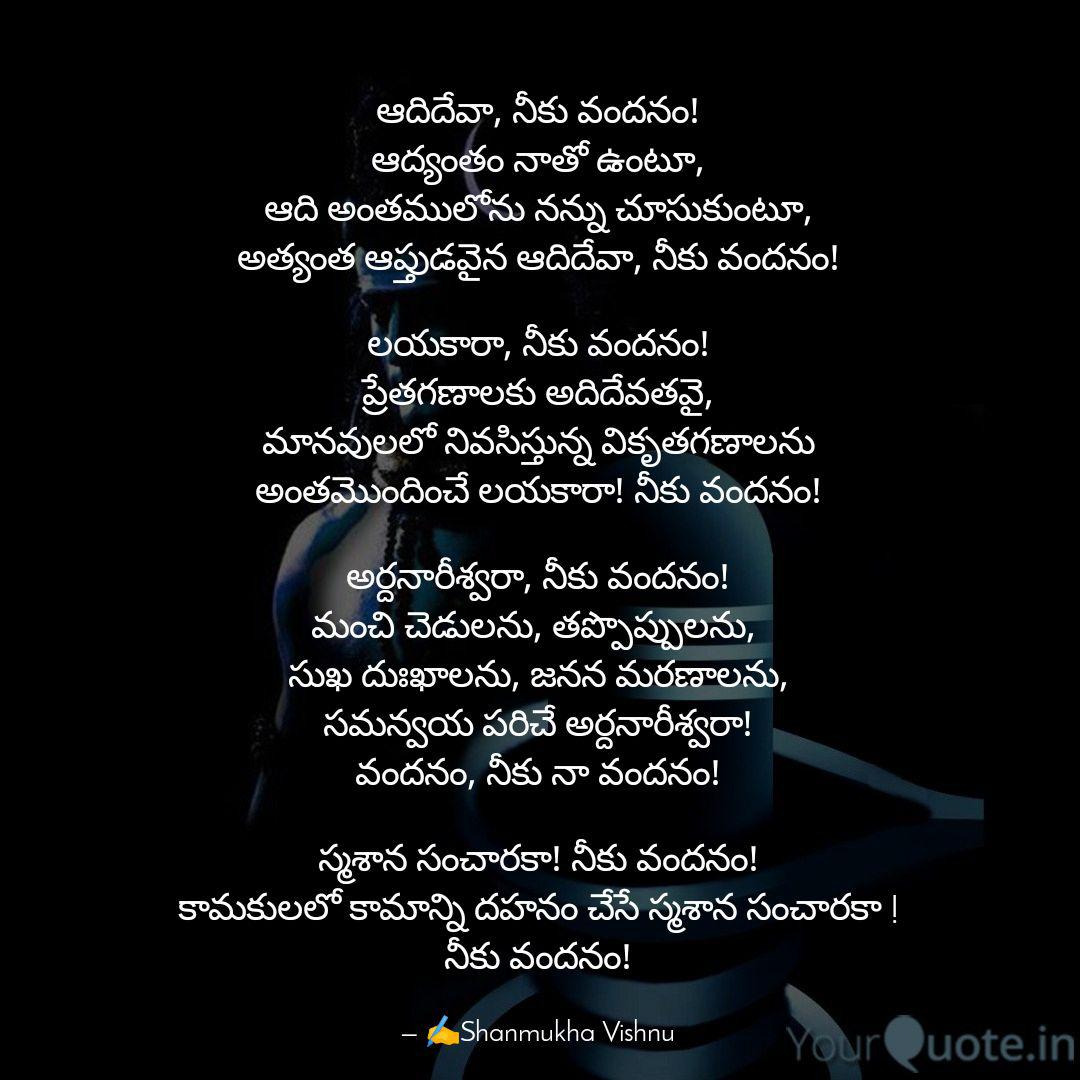 ఆదిదేవా, నీకు వందనం!
ఆద్యంతం నాతో ఉంటూ,
ఆది అంతములోను నన్ను చూసుకుంటూ,
అత్యంత ఆప్తుడవైన ఆదిదేవా, నీకు వందనం!
లయకారా, నీకు వందనం!
ప్రేతగణాలకు అదిదేవతవై,
మానవులలో నివసిస్తున్న వికృతగణాలను
అంతమొందించే లయకారా! నీకు వందనం!
అర్దనారీశ్వరా, నీకు వందనం!
మంచి చెడులను, తప్పొప్పులను,
సుఖ దుఃఖాలను, జనన మరణాలను,
సమన్వయ పరిచే అర్దనారీశ్వరా!
వందనం, నీకు నా వందనం!
స్మశాన సంచారకా! నీకు వందనం!
కామకులలో కామాన్ని దహనం చేసే స్మశాన సంచారకా !
నీకు వందనం!
– ✍Shanmukha Vishnu
YourQuote.in